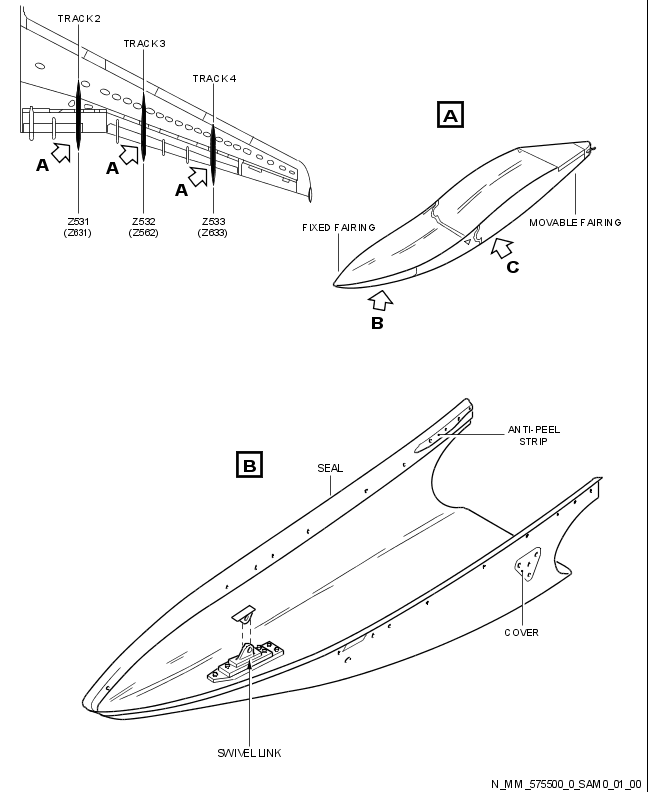 TRACK 2
TRACK 3
TRACK 4
A
A
A
Z531
(Z631)
Z532
(Z562)
Z533
(Z633)
A
FIXED FAIRING
MOVABLE FAIRING
C
B
B
SEAL
ANTI-PEEL
STRIP
COVER
SWIVEL LINK
N_MM_575500_0_SAM0_01_00